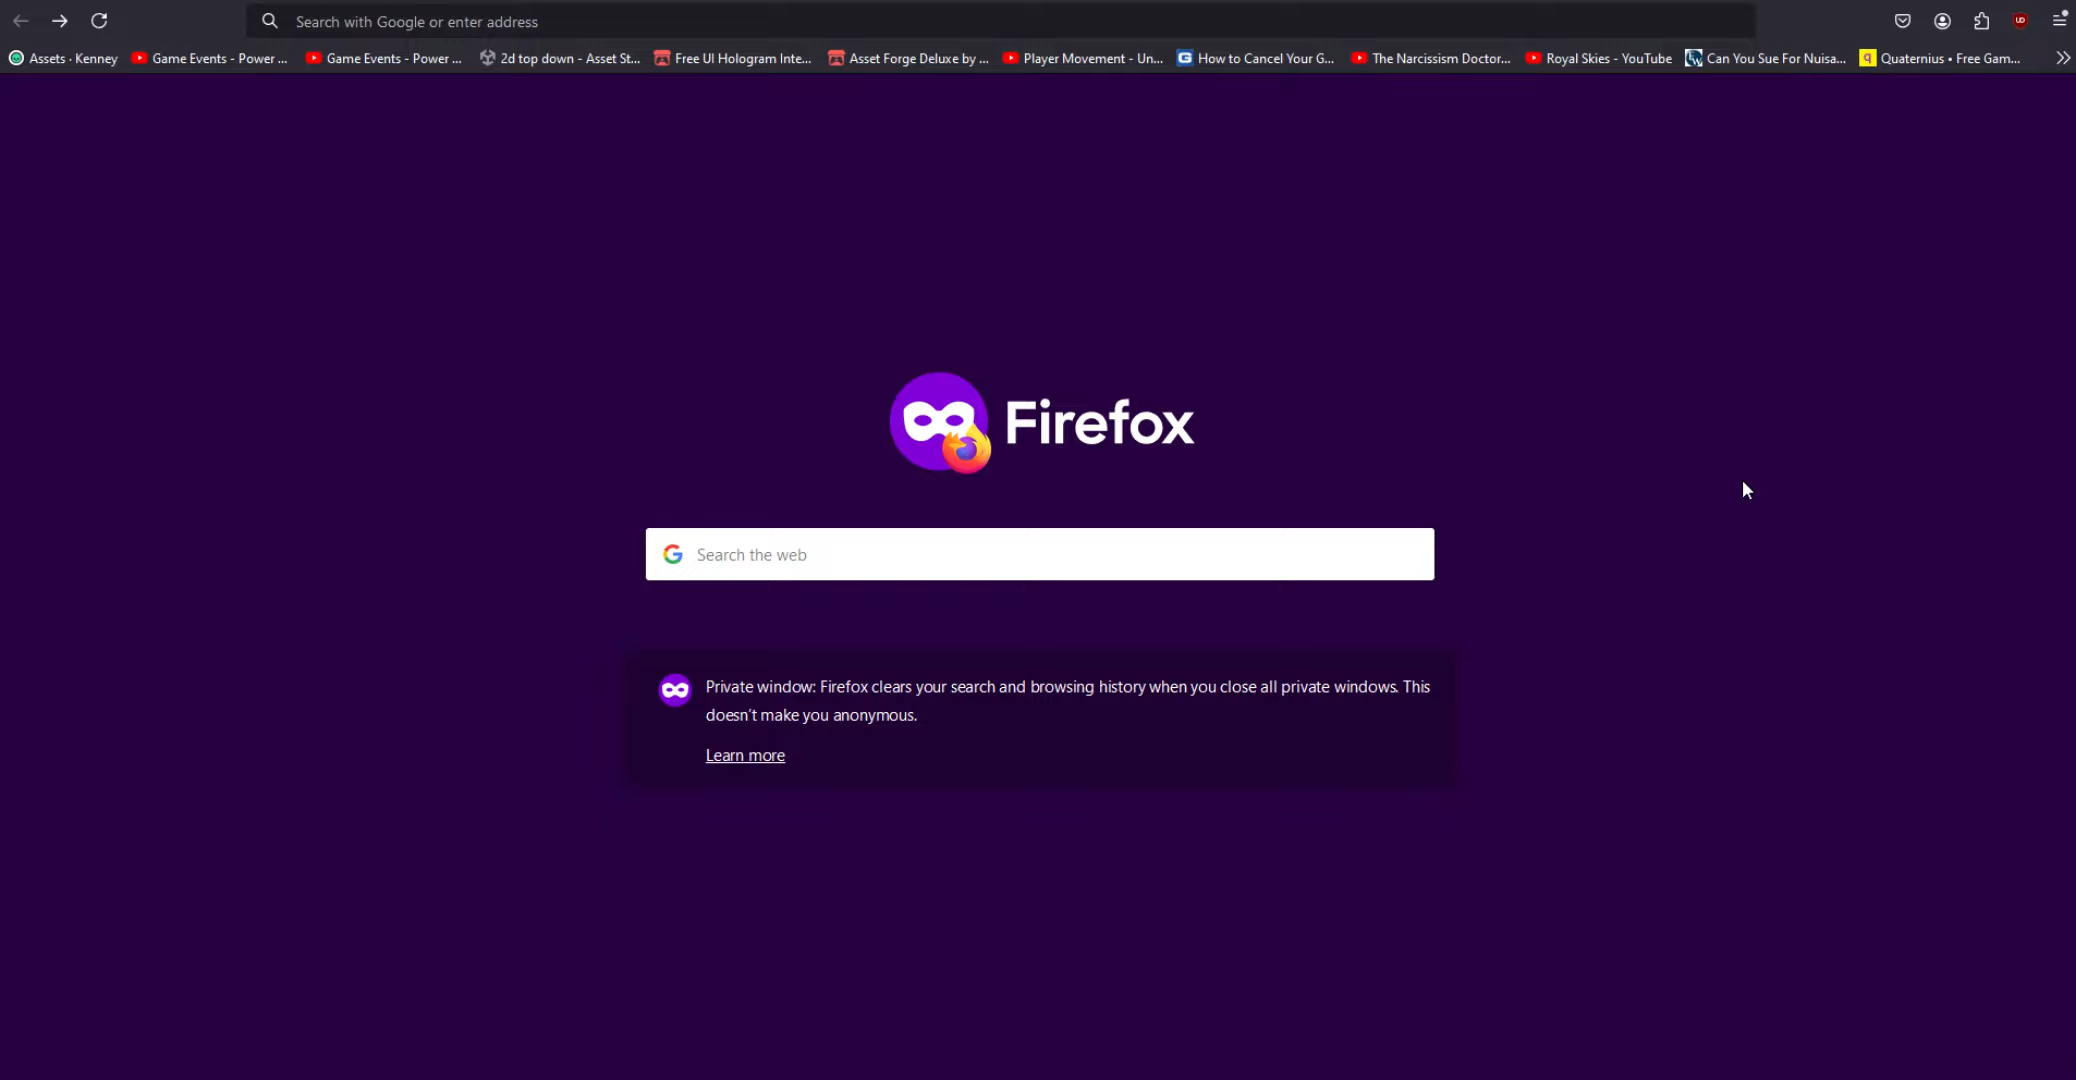 Search with Google or enter address
Assets · Kenney
Game Events - Power ...
Game Events - Power ...
2d top down - Asset St...
Free UI Hologram Inte...
Asset Forge Deluxe by ...
Player Movement - Un...
How to Cancel Your G...
The Narcissism Doctor...
Royal Skies - YouTube
Can You Sue For Nuisa...
Quaternius • Free Gam...
Firefox
Search the web
Private window: Firefox clears your search and browsing history when you close all private windows. This
doesn't make you anonymous.
Learn more